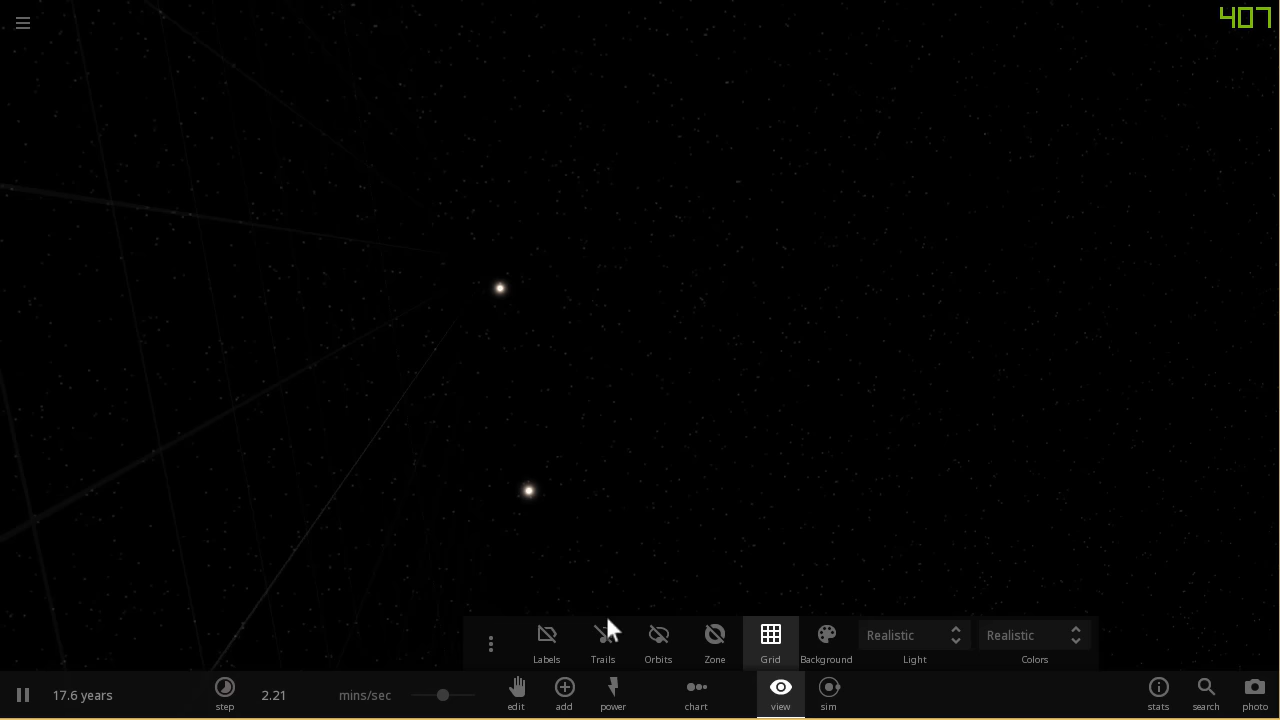 407
Labels Trails Orbits Zone Grid Background Realistic Light Realistic Colors
17.6 years step 2.21 mins/sec edit add power chart view sim stats search photo